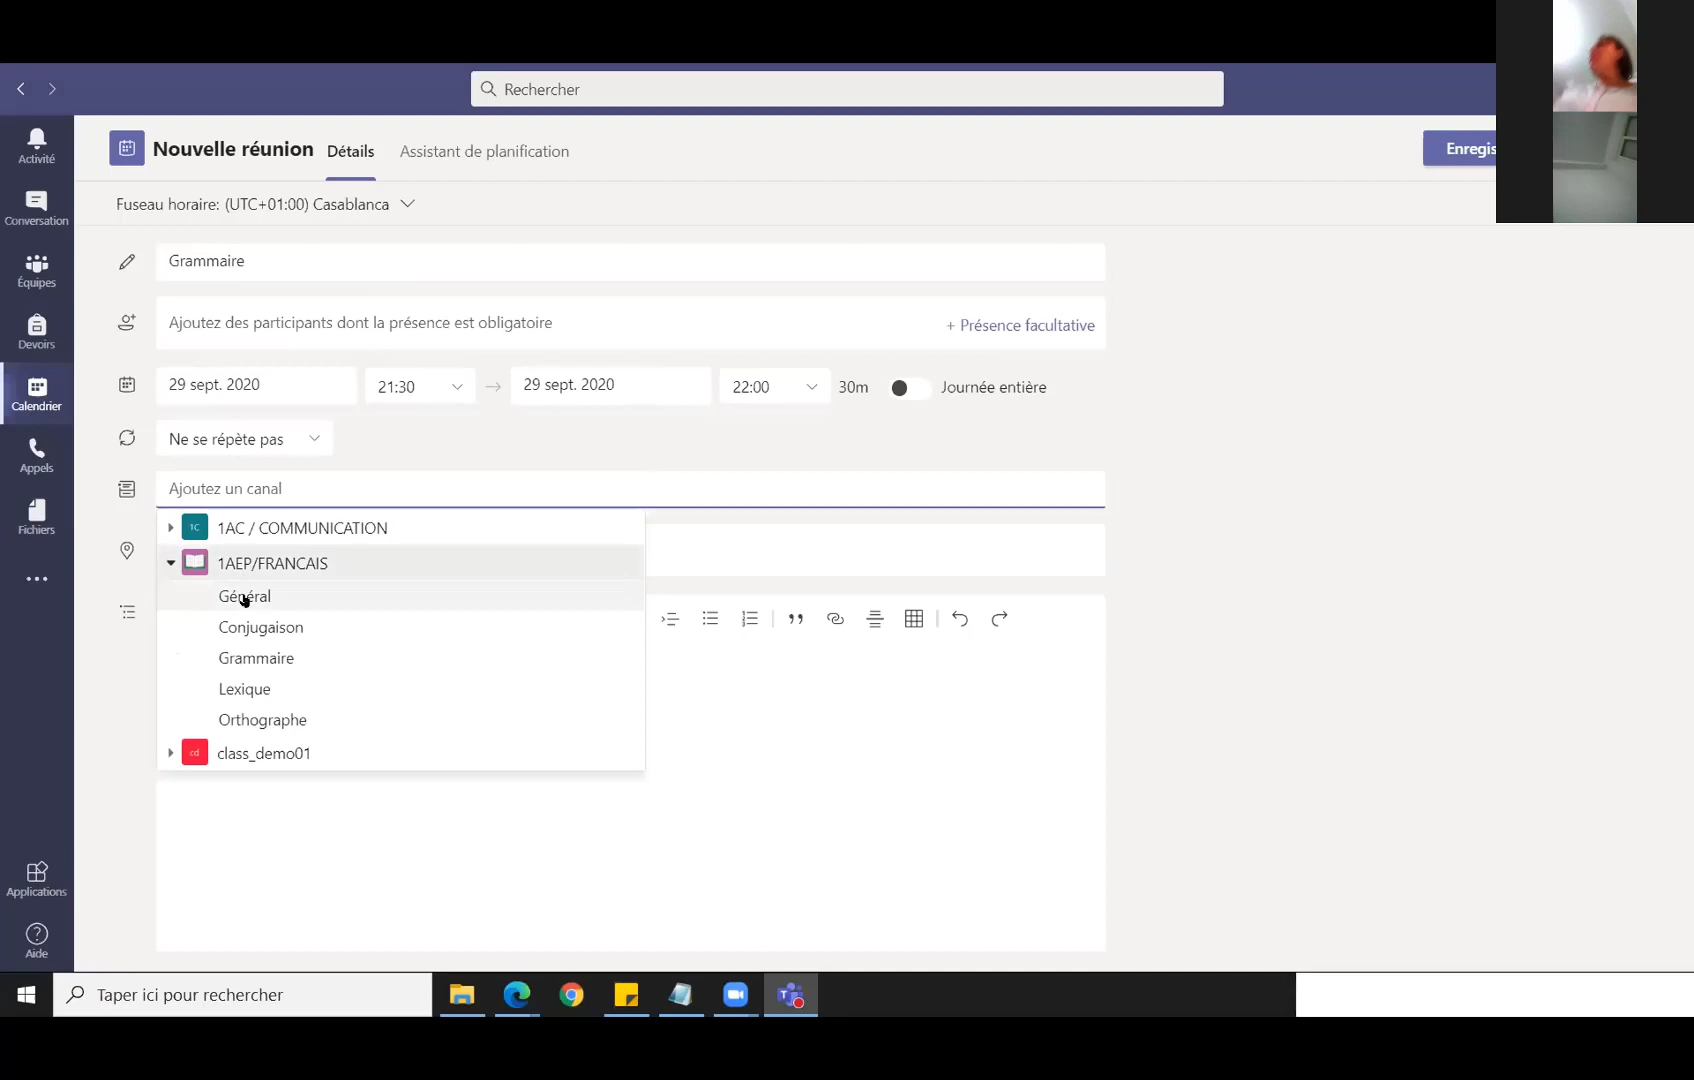 Rechercher
Activité
Conversation
Équipes
Devoirs
Calendrier
Appels
Fichiers
Applications
Aide
Nouvelle réunion Détails Assistant de planification
Enregis
Fuseau horaire: (UTC+01:00) Casablanca
Grammaire
Ajoutez des participants dont la présence est obligatoire + Présence facultative
29 sept. 2020 21:30 → 29 sept. 2020 22:00 30m Journée entière
Ne se répète pas
Ajoutez un canal
1C 1AC / COMMUNICATION
1AEP/FRANCAIS
Général
Conjugaison
Grammaire
Lexique
Orthographe
cd class_demo01
Taper ici pour rechercher